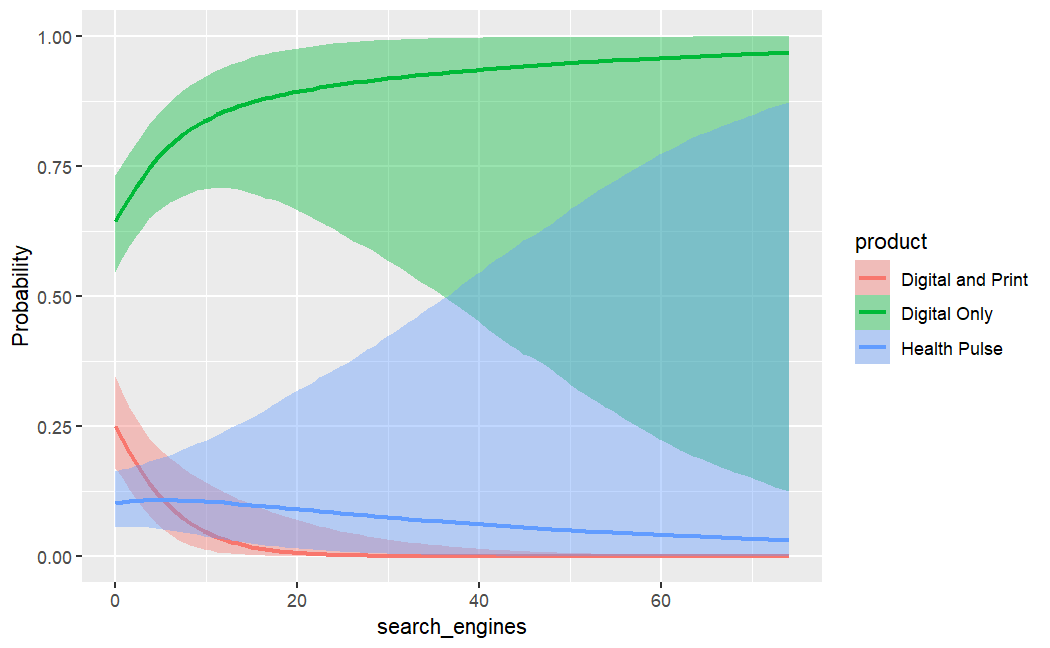 1.00
0.75
0.50
0.25
0.00
Probability
0
20
40
60
search_engines
product
Digital and Print
Digital Only
Health Pulse